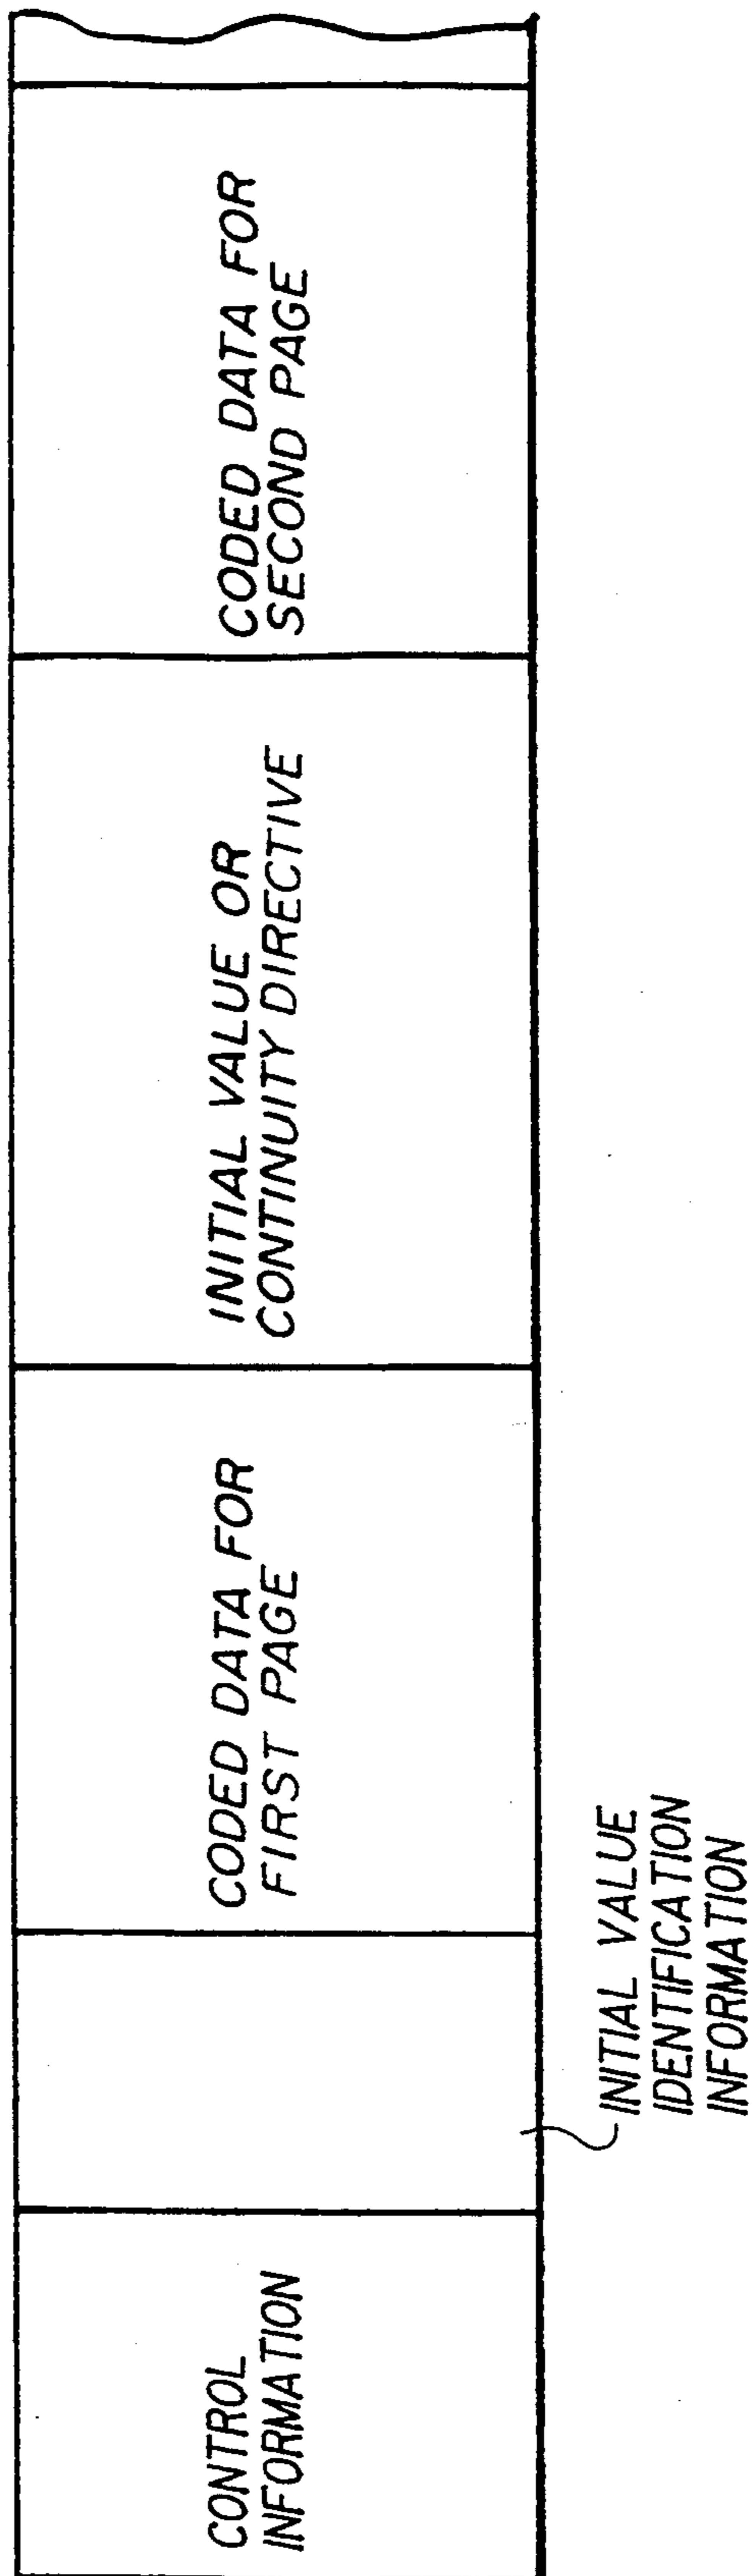 CONTROL
INFORMATION
INITIAL VALUE
IDENTIFICATION
INFORMATION
CODED DATA FOR
FIRST PAGE
INITIAL VALUE OR
CONTINUITY DIRECTIVE
CODED DATA FOR
SECOND PAGE